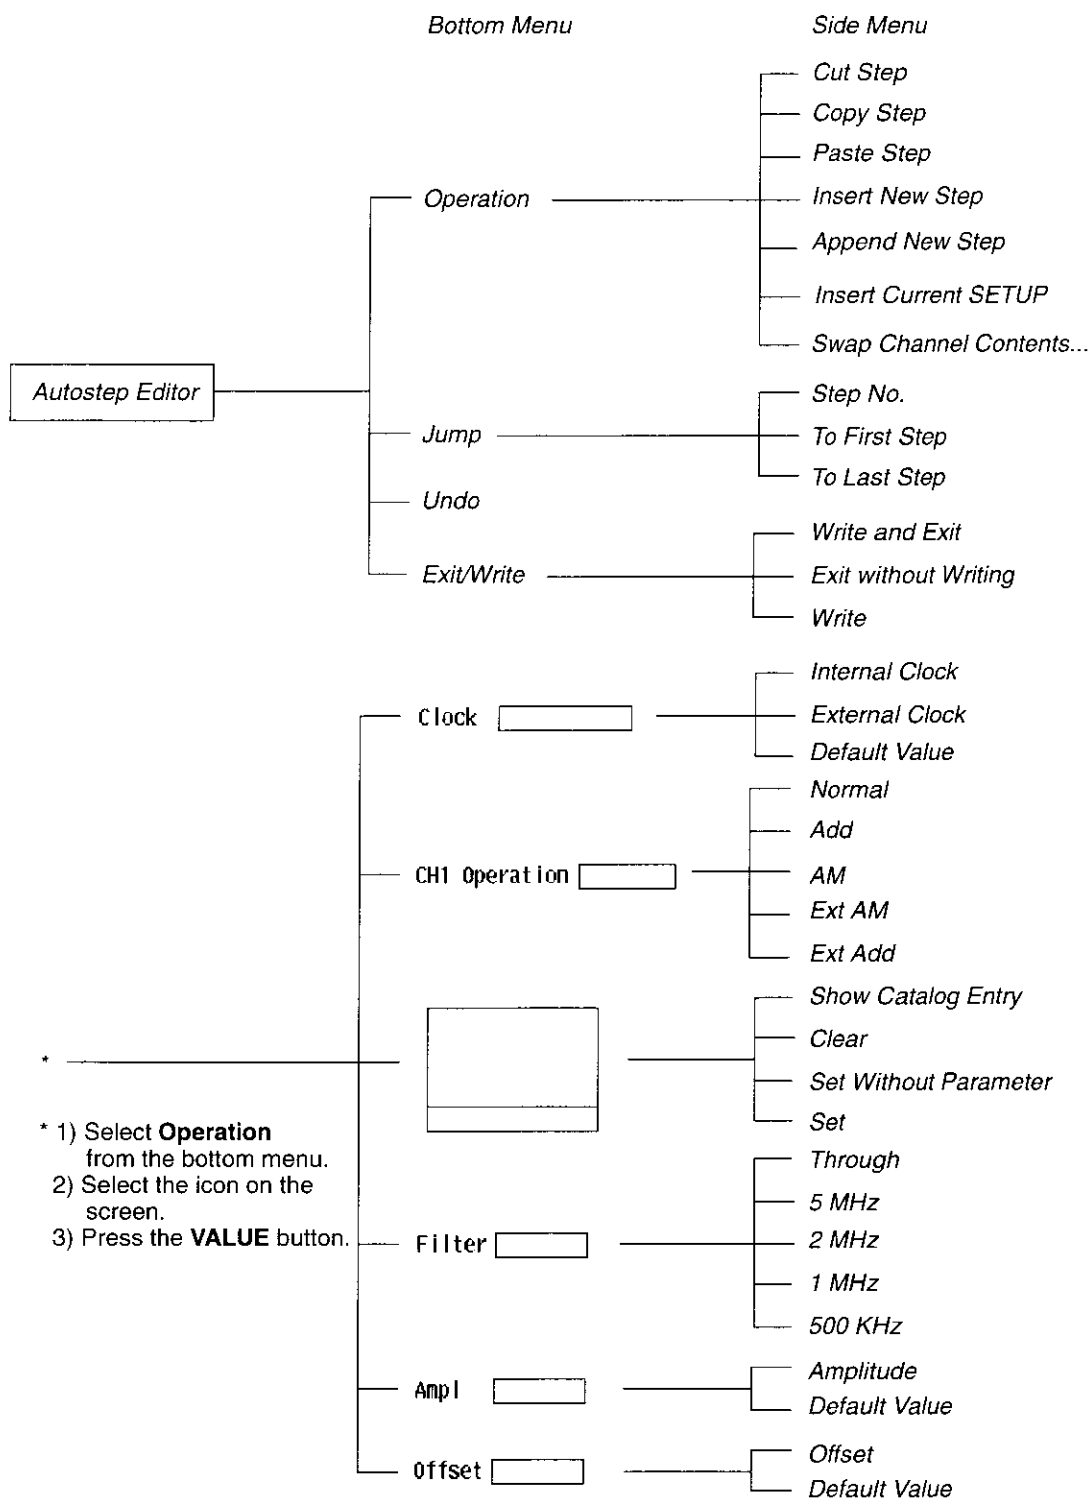 Bottom Menu
Side Menu
Cut Step
Copy Step
Paste Step
Operation
Insert New Step
Append New Step
Insert Current SETUP
Swap Channel Contents...
Autostep Editor
Step No.
Jump
To First Step
To Last Step
Undo
Write and Exit
Exit/Write
Exit without Writing
Write
Internal Clock
Clock
External Clock
Default Value
Normal
Add
CH1 Operation
AM
Ext AM
Ext Add
Show Catalog Entry
Clear
*
Set Without Parameter
Set
* 1) Select Operation
from the bottom menu.
2) Select the icon on the
screen.
3) Press the VALUE button.
Through
5 MHz
Filter
2 MHz
1 MHz
500 KHz
Amplitude
Ampl
Default Value
Offset
Offset
Default Value